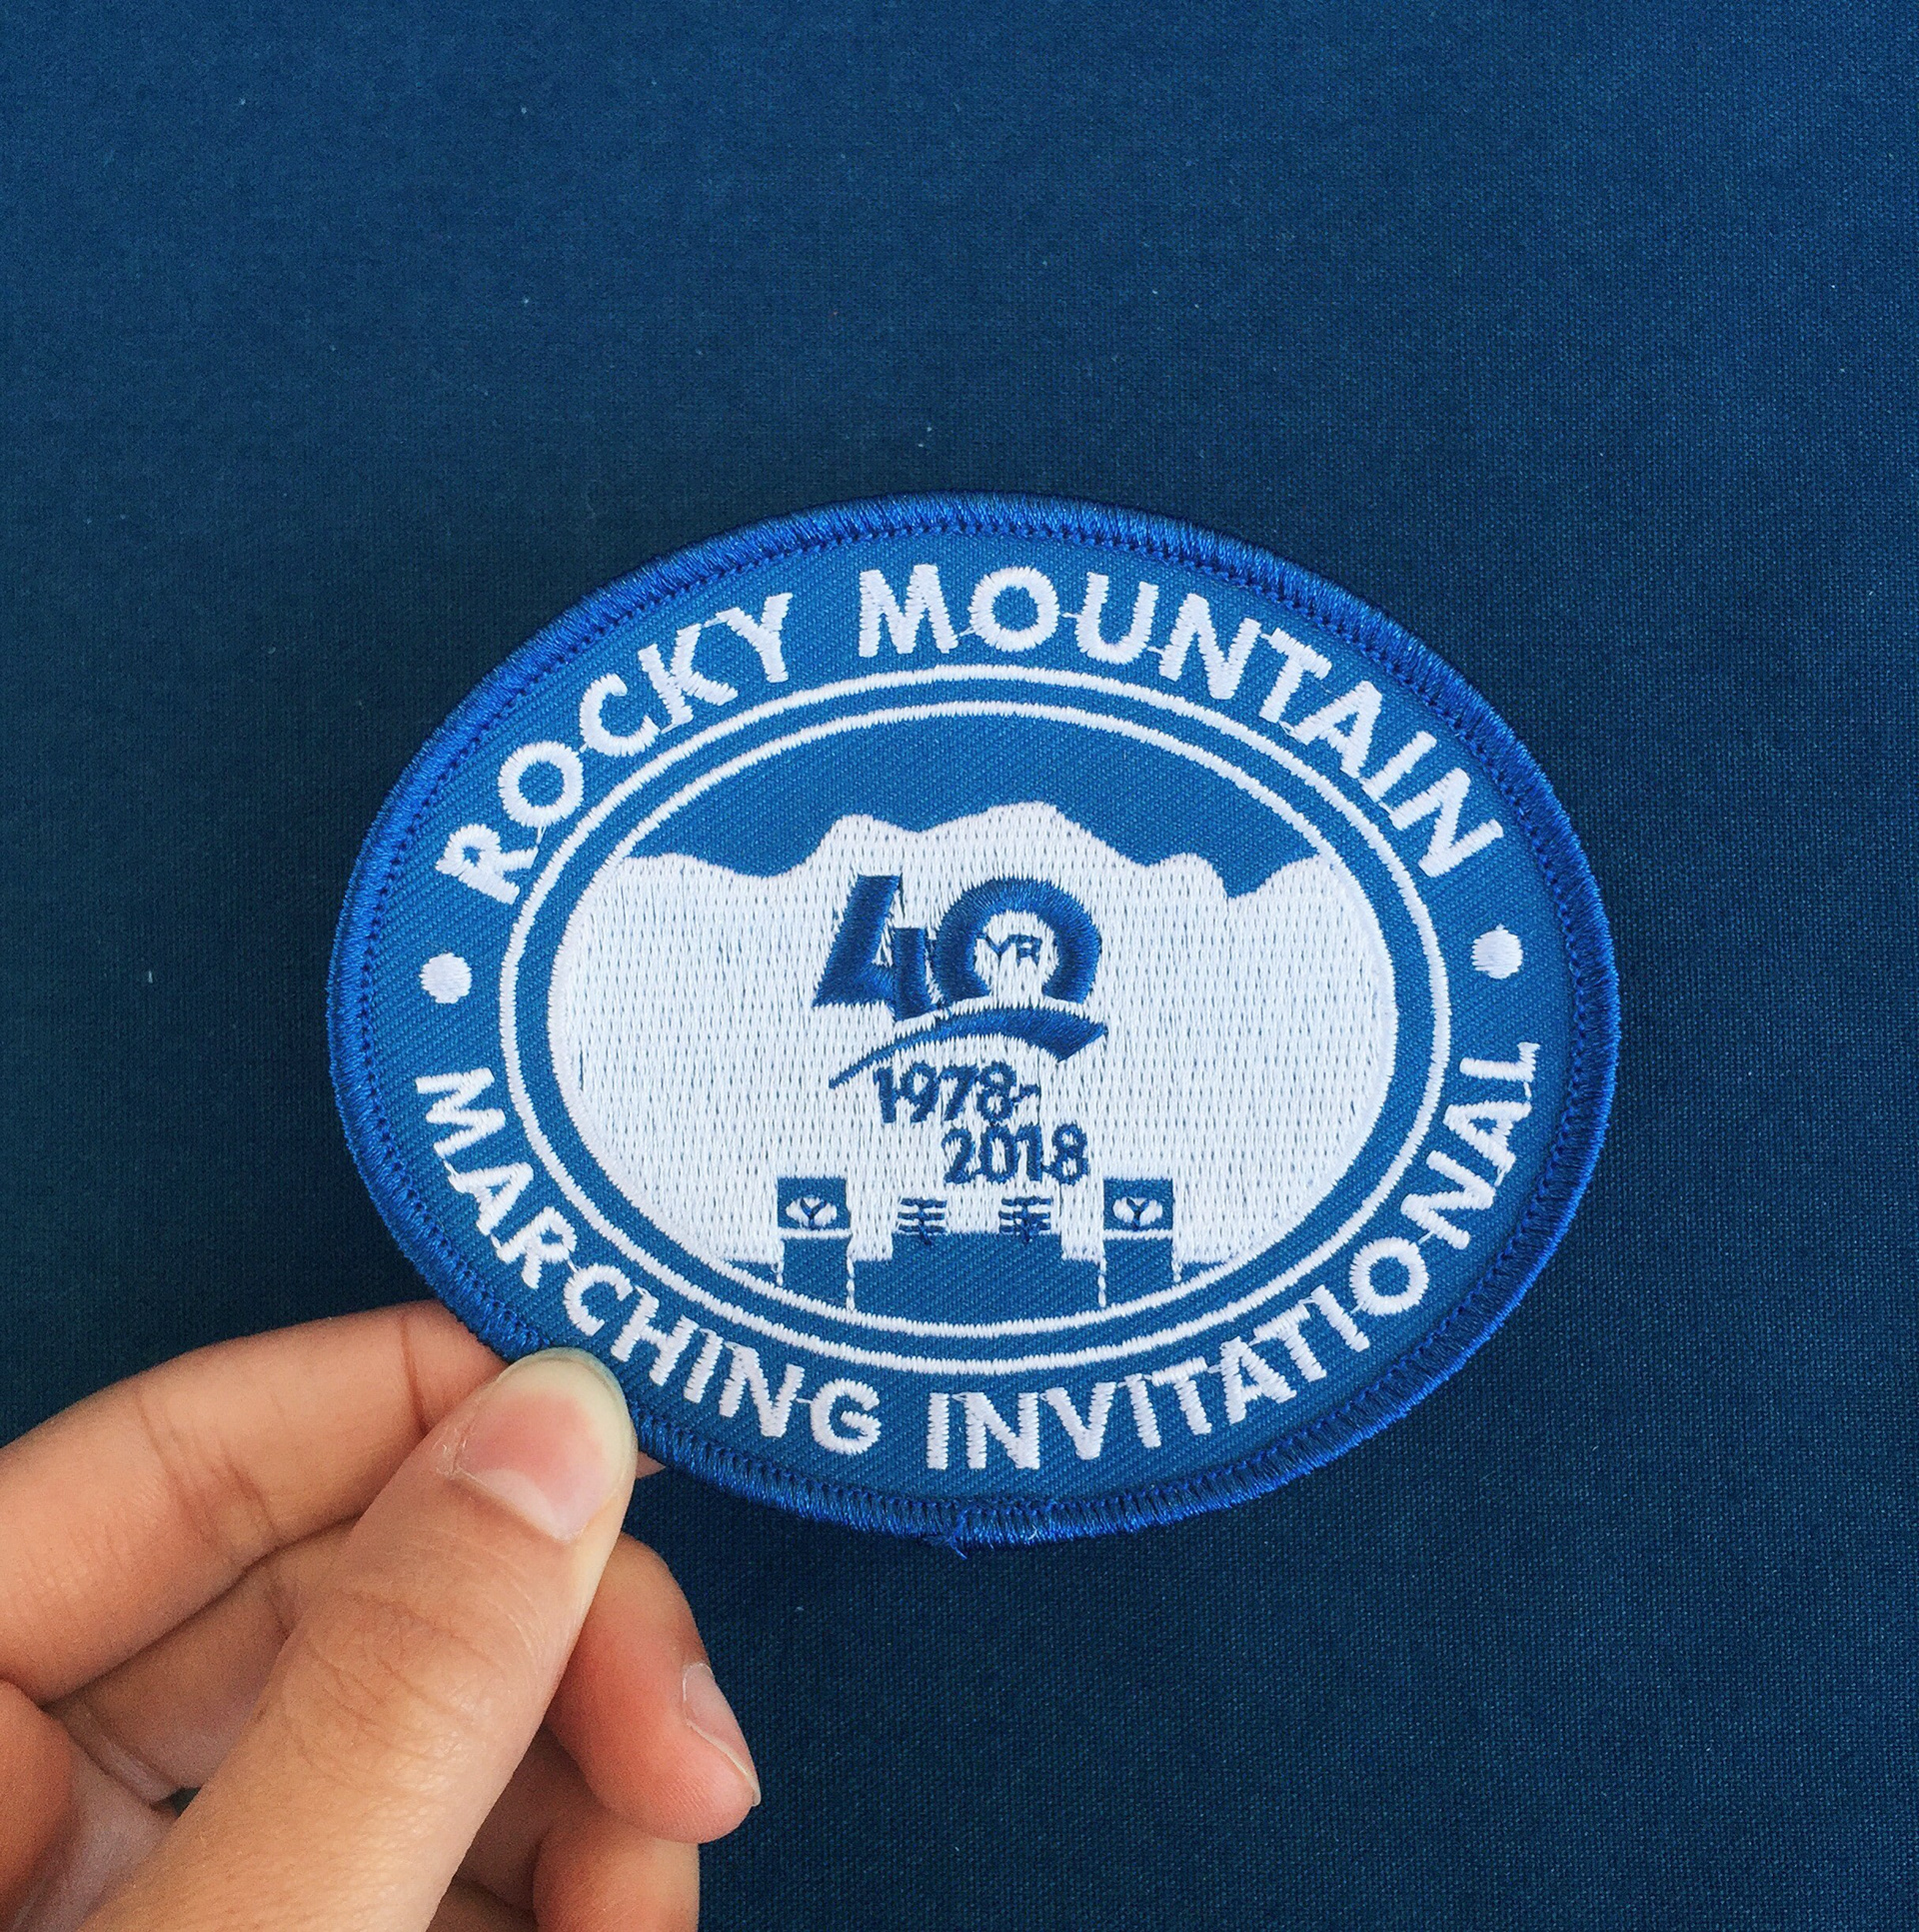 ROCKY MOUNTAIN
40
YR
1978-
2018
Y Y
MARCHING INVITATIONAL